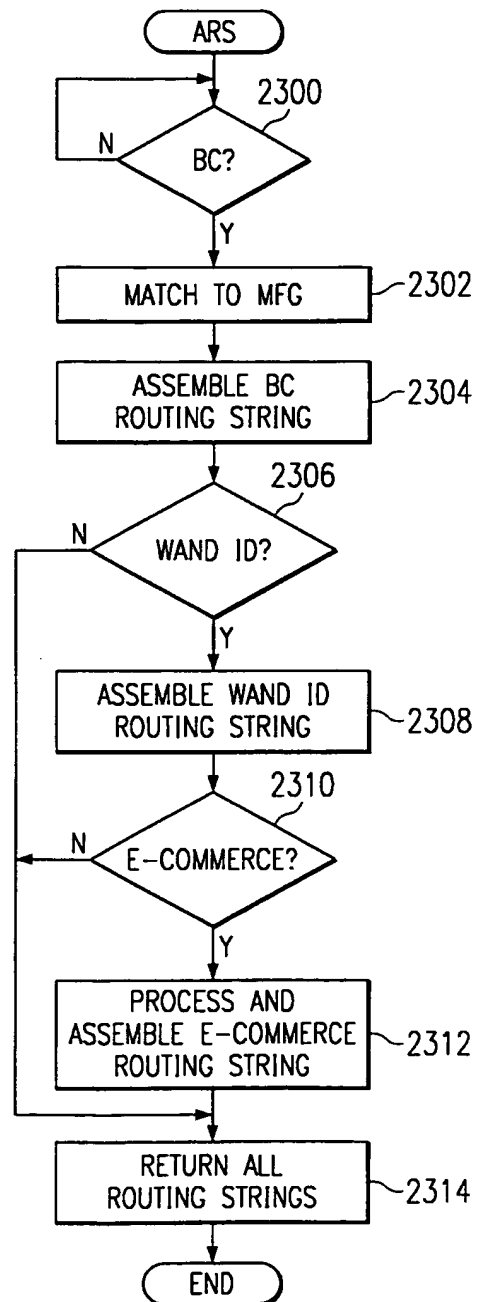 ARS
2300
N
BC?
Y
MATCH TO MFG
2302
ASSEMBLE BC
ROUTING STRING
2304
2306
N
WAND ID?
Y
ASSEMBLE WAND ID
ROUTING STRING
2308
2310
N
E-COMMERCE?
Y
PROCESS AND
ASSEMBLE E-COMMERCE
ROUTING STRING
2312
RETURN ALL
ROUTING STRINGS
2314
END